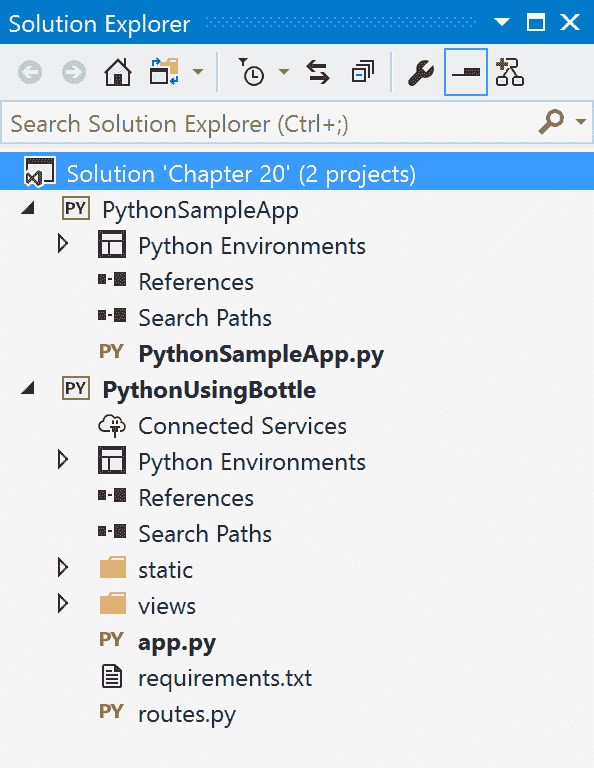 Solution Explorer
Search Solution Explorer (Ctrl+;)
Solution 'Chapter 20' (2 projects)
PY PythonSampleApp
Python Environments
References
Search Paths
PY PythonSampleApp.py
PY PythonUsingBottle
Connected Services
Python Environments
References
Search Paths
static
views
PY app.py
requirements.txt
PY routes.py